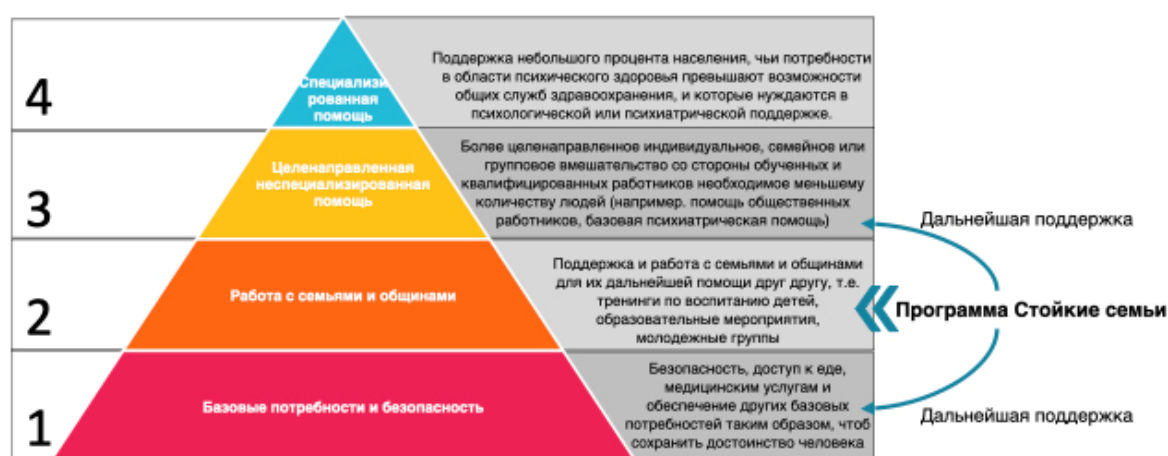 4
Специализи
рованная
помощь
Поддержка небольшого процента населения, чьи потребности
в области психического здоровья превышают возможности
общих служб здравоохранения, и которые нуждаются в
психологической или психиатрической поддержке.
3
Целенаправленная
неспециализированная
помощь
Более целенаправленное индивидуальное, семейное или
групповое вмешательство со стороны обученных и
квалифицированных работников необходимое меньшему
количеству людей (например. помощь общественных
работников, базовая психиатрическая помощь)
Дальнейшая поддержка
2
Работа с семьями и общинами
Поддержка и работа с семьями и общинами
для их дальнейшей помощи друг другу, т.е.
тренинги по воспитанию детей,
образовательные мероприятия,
молодежные группы
Программа Стойкие семьи
1
Базовые потребности и безопасность
Безопасность, доступ к еде,
медицинским услугам и
обеспечение других базовых
потребностей таким образом, чтоб
сохранить достоинство человека
Дальнейшая поддержка